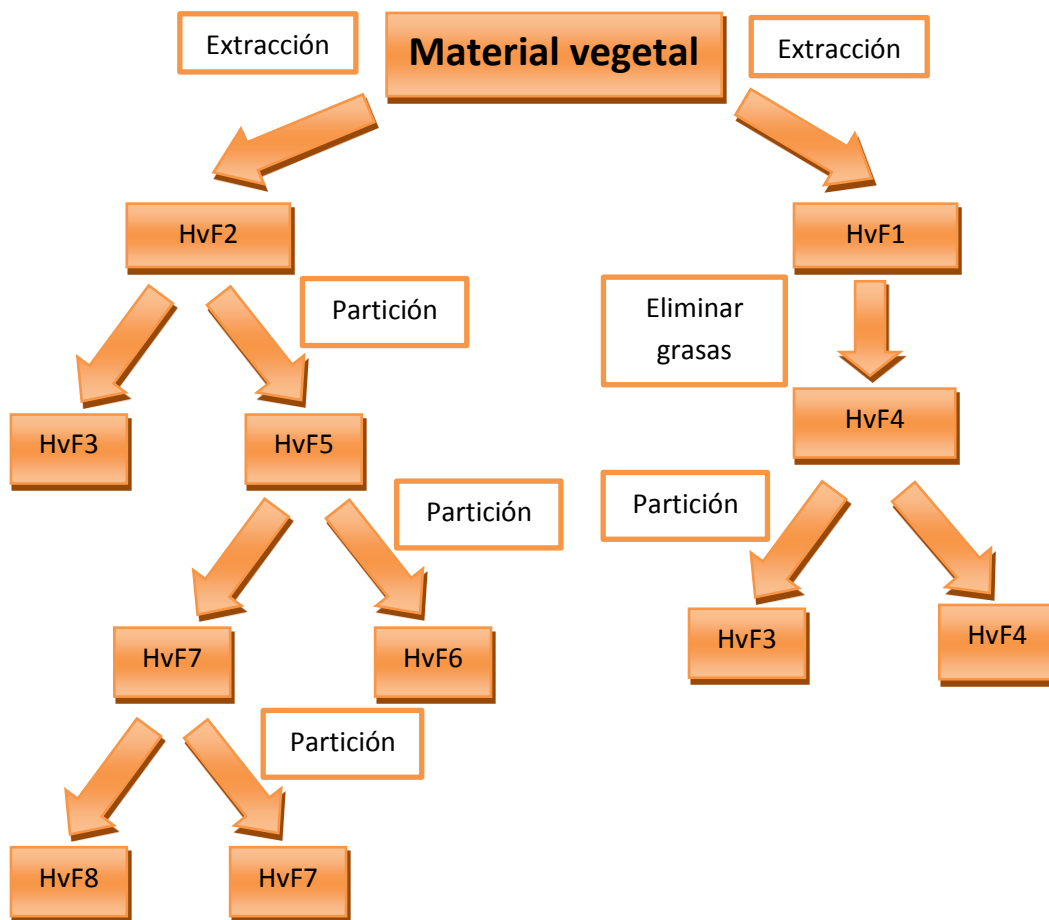 Extracción
Material vegetal
Extracción
HvF2
HvF1
Partición
Eliminar
grasas
HvF3
HvF5
HvF4
Partición
Partición
HvF7
HvF6
HvF3
HvF4
Partición
HvF8
HvF7